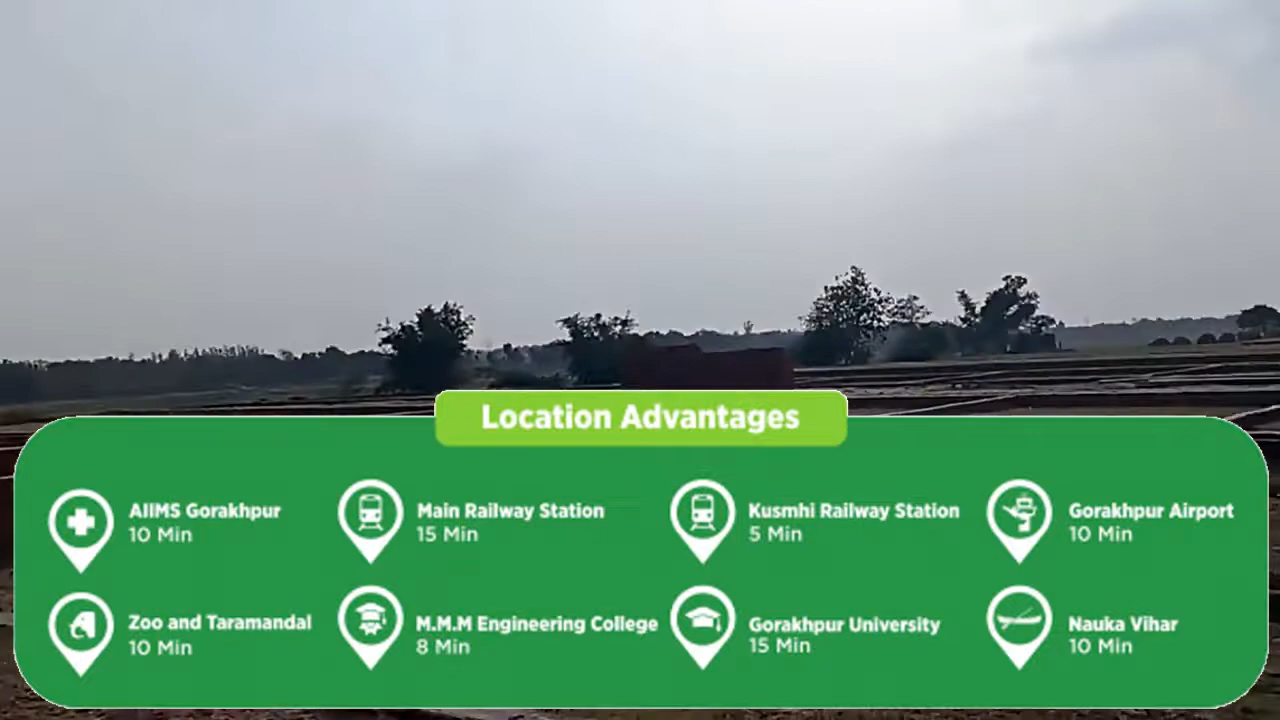 Location Advantages
AIIMS Gorakhpur
10 Min
Main Railway Station
15 Min
Kusmhi Railway Station
5 Min
Gorakhpur Airport
10 Min
Zoo and Taramandal
10 Min
M.M.M Engineering College
8 Min
Gorakhpur University
15 Min
Nauka Vihar
10 Min